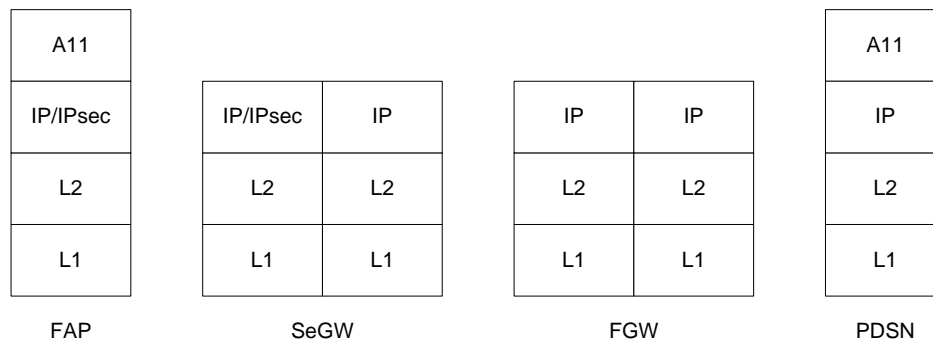 A11 A11
IP/IPsec IP/IPsec IP IP IP IP
L2 L2 L2 L2 L2 L2
L1 L1 L1 L1 L1 L1
FAP SeGW FGW PDSN